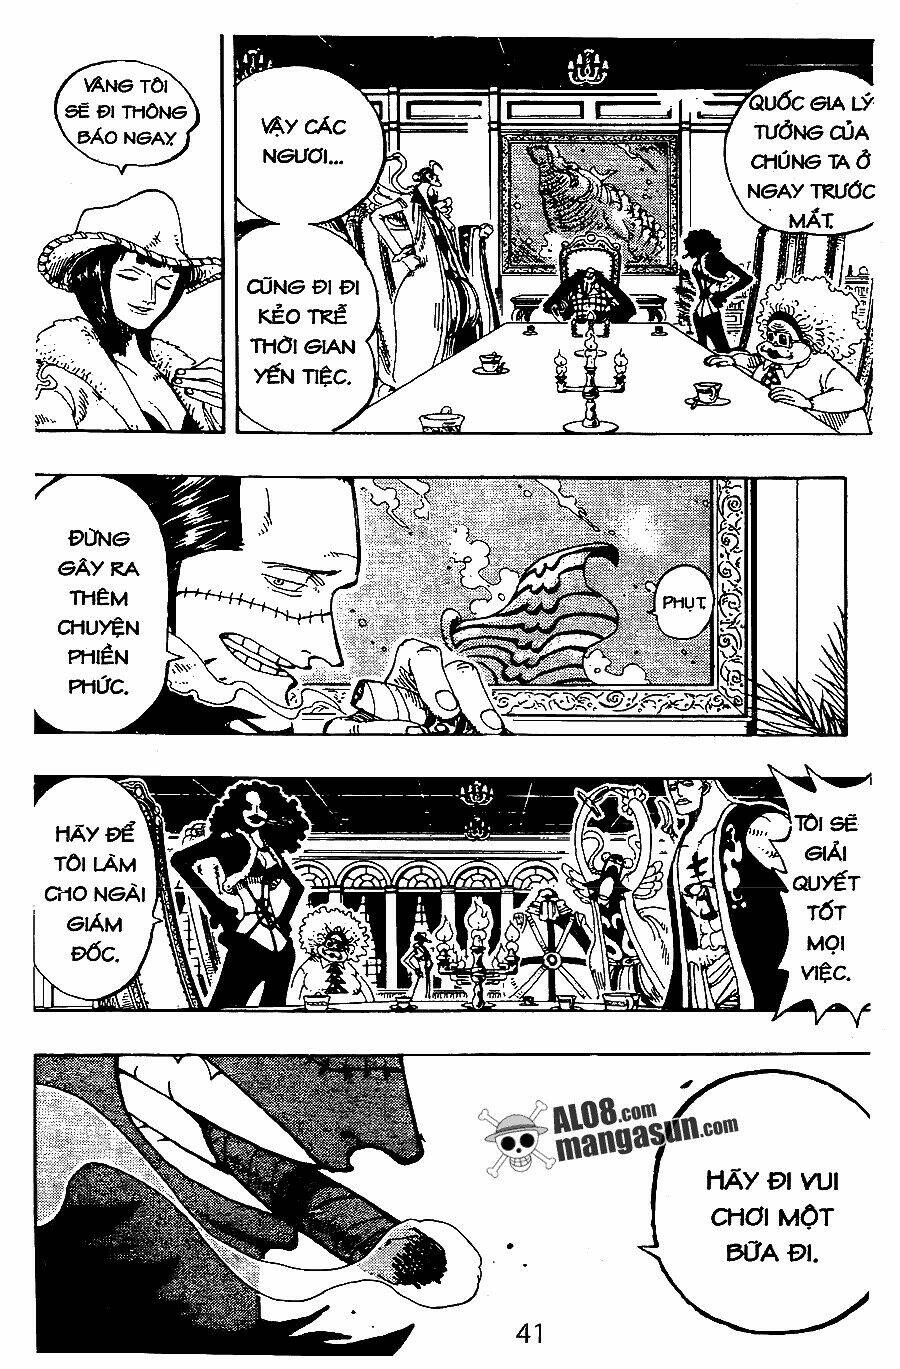 VÂNG TÔI
SẼ ĐI THÔNG
BÁO NGAY.
QUỐC GIA LÝ
TƯỞNG CỦA
CHÚNG TA Ở
NGAY TRƯỚC
MẮT.
VẬY CÁC
NGƯƠI...
CŨNG ĐI ĐI
KẺO TRỄ
THỜI GIAN
YẾN TIỆC.
ĐỪNG
GÂY RA
THÊM
CHUYỆN
PHIỀN
PHỨC.
PHỤT.
HÃY ĐỂ
TÔI LÀM
CHO NGÀI
GIÁM
ĐỐC.
TÔI SẼ
GIẢI
QUYẾT
TỐT
MỌI
VIỆC.
AL08.com
mangasun.com
HÃY ĐI VUI
CHƠI MỘT
BỮA ĐI.
41